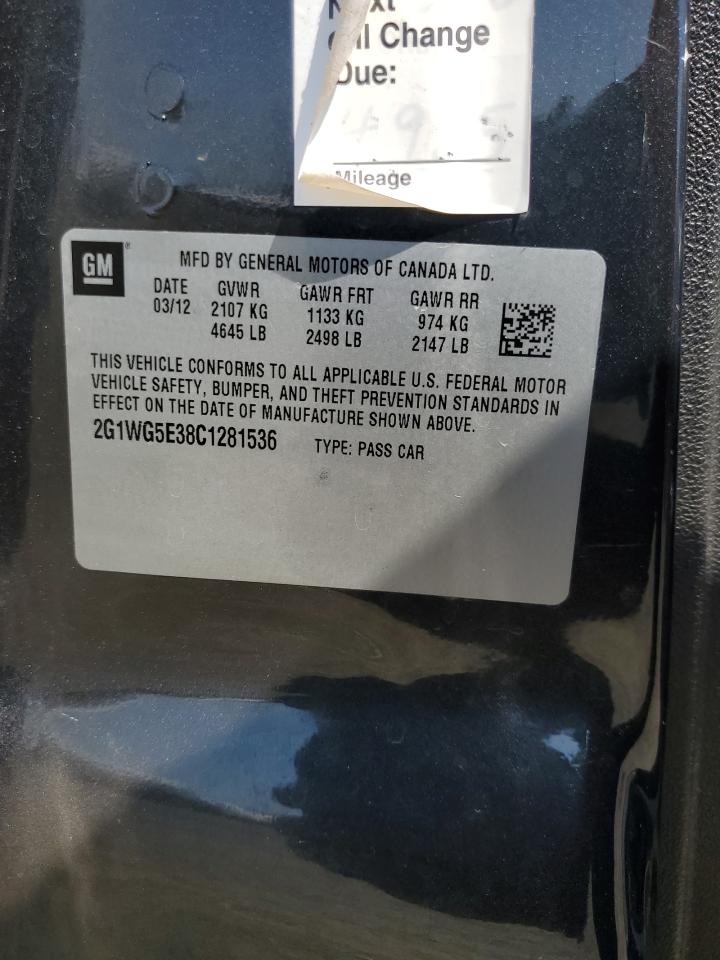 Change
Due:
Mileage
GM
MFD BY GENERAL MOTORS OF CANADA LTD.
DATE GVWR GAWR FRT GAWR RR
03/12 2107 KG 1133 KG 974 KG
4645 LB 2498 LB 2147 LB
THIS VEHICLE CONFORMS TO ALL APPLICABLE U.S. FEDERAL MOTOR
VEHICLE SAFETY, BUMPER, AND THEFT PREVENTION STANDARDS IN
EFFECT ON THE DATE OF MANUFACTURE SHOWN ABOVE.
2G1WG5E38C1281536 TYPE: PASS CAR